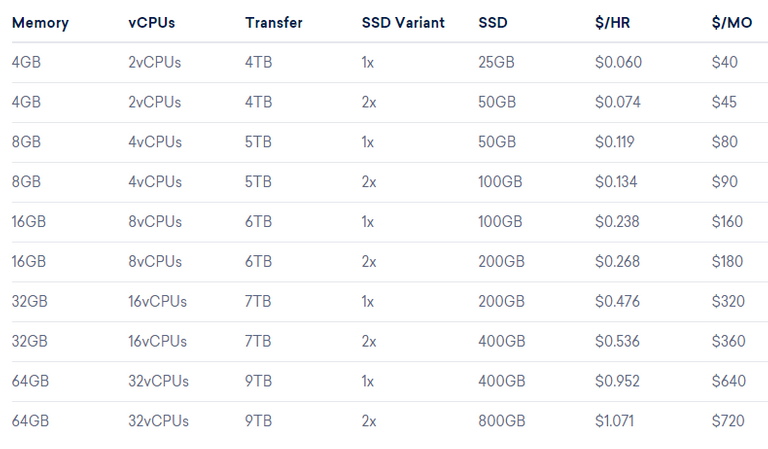 Memory vCPUs Transfer SSD Variant SSD $/HR $/MO
4GB 2vCPUs 4TB 1x 25GB $0.060 $40
4GB 2vCPUs 4TB 2x 50GB $0.074 $45
8GB 4vCPUs 5TB 1x 50GB $0.119 $80
8GB 4vCPUs 5TB 2x 100GB $0.134 $90
16GB 8vCPUs 6TB 1x 100GB $0.238 $160
16GB 8vCPUs 6TB 2x 200GB $0.268 $180
32GB 16vCPUs 7TB 1x 200GB $0.476 $320
32GB 16vCPUs 7TB 2x 400GB $0.536 $360
64GB 32vCPUs 9TB 1x 400GB $0.952 $640
64GB 32vCPUs 9TB 2x 800GB $1.071 $720